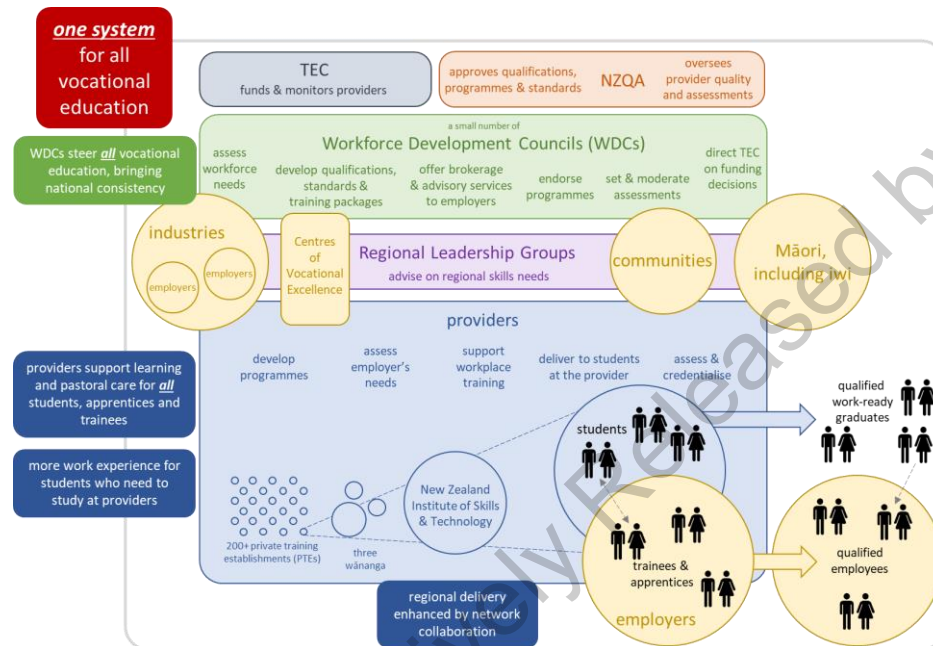 one system
for all
vocational
education
TEC
funds & monitors providers
approves qualifications,
programmes & standards
NZQA
oversees
provider quality
and assessments
WDCs steer all vocational
education, bringing
national consistency
a small number of
Workforce Development Councils (WDCs)
assess
workforce
needs
develop qualifications,
standards &
training packages
offer brokerage
& advisory services
to employers
endorse
programmes
set & moderate
assessments
direct TEC
on funding
decisions
industries
employers
employers
Centres
of
Vocational
Excellence
Regional Leadership Groups
advise on regional skills needs
communities
Māori,
including iwi
providers
develop
programmes
assess
employer's
needs
support
workplace
training
deliver to students
at the provider
assess &
credentialise
providers support learning
and pastoral care for all
students, apprentices and
trainees
more work experience for
students who need to
study at providers
students
qualified
work-ready
graduates
200+ private training
establishments (PTEs)
three
wānanga
New Zealand
Institute of Skills
& Technology
trainees &
apprentices
employers
qualified
employees
regional delivery
enhanced by network
collaboration
Released by